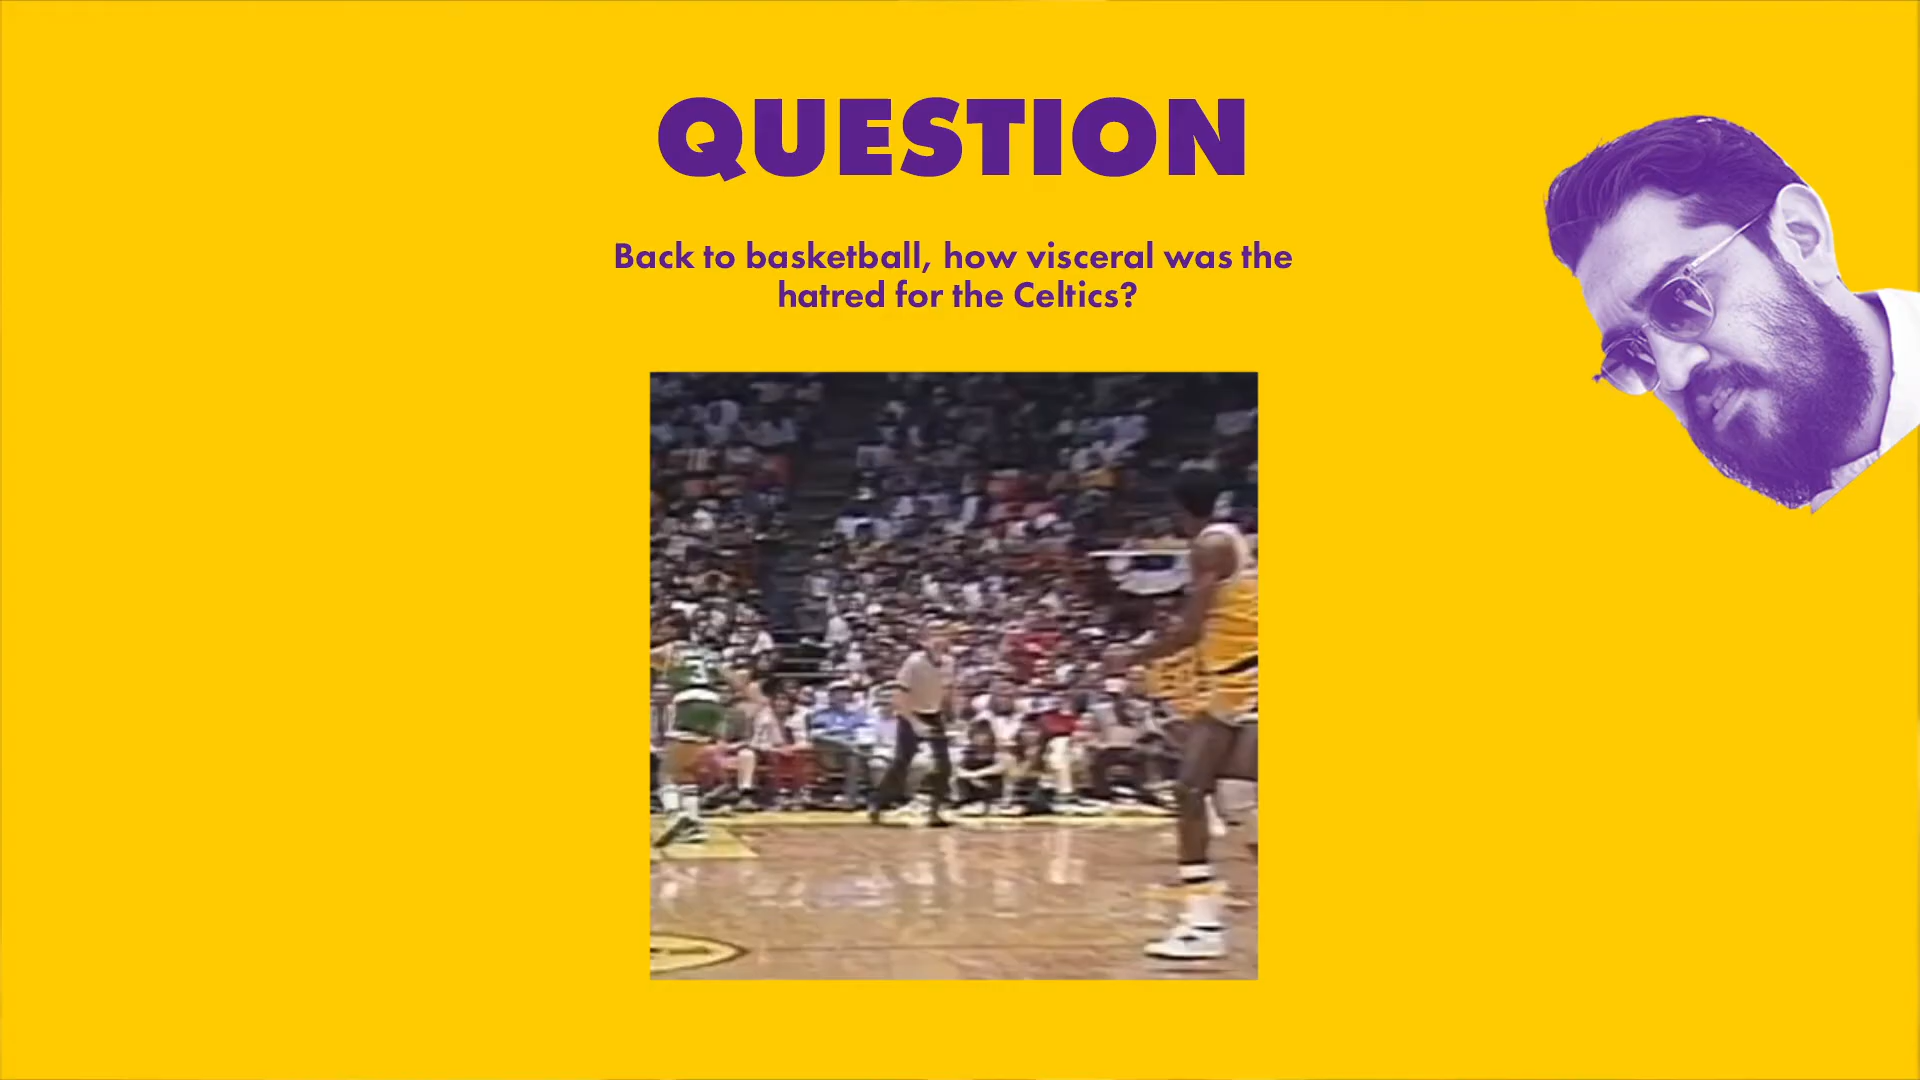 QUESTION
Back to basketball, how visceral was the
hatred for the Celtics?